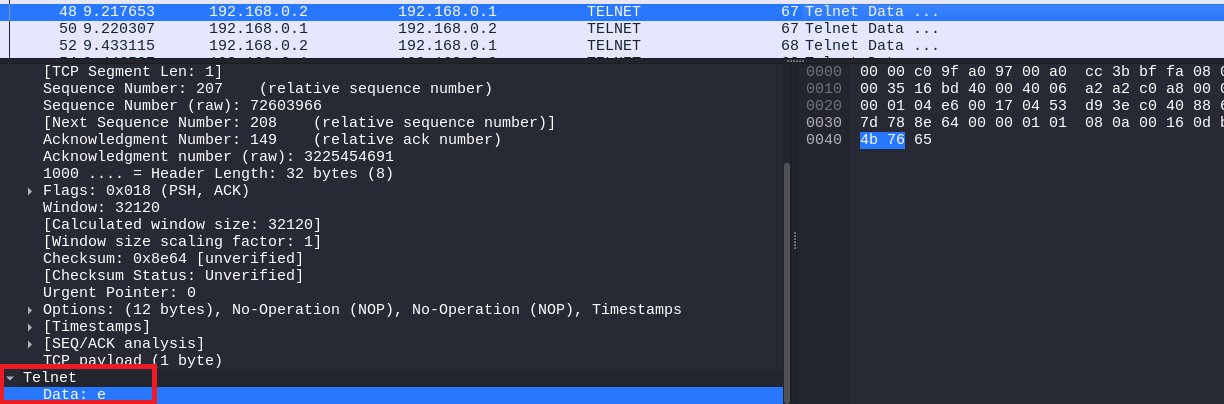 48 9.217653 192.168.0.2 192.168.0.1 TELNET 67 Telnet Data ...
50 9.220307 192.168.0.1 192.168.0.2 TELNET 67 Telnet Data ...
52 9.433115 192.168.0.2 192.168.0.1 TELNET 68 Telnet Data ...
[TCP Segment Len: 1]
Sequence Number: 207 (relative sequence number)
Sequence Number (raw): 72603966
[Next Sequence Number: 208 (relative sequence number)]
Acknowledgment Number: 149 (relative ack number)
Acknowledgment number (raw): 3225454691
1000 .... = Header Length: 32 bytes (8)
Flags: 0x018 (PSH, ACK)
Window: 32120
[Calculated window size: 32120]
[Window size scaling factor: 1]
Checksum: 0x8e64 [unverified]
[Checksum Status: Unverified]
Urgent Pointer: 0
Options: (12 bytes), No-Operation (NOP), No-Operation (NOP), Timestamps
[Timestamps]
[SEQ/ACK analysis]
TCP payload (1 byte)
Telnet
Data: e
0000 00 00 c0 9f a0 97 00 a0 cc 3b bf fa 08 0
0010 00 35 16 bd 40 00 40 06 a2 a2 c0 a8 00 0
0020 00 01 04 e6 00 17 04 53 d9 3e c0 40 88 6
0030 7d 78 8e 64 00 00 01 01 08 0a 00 16 0d
0040 4b 76 65